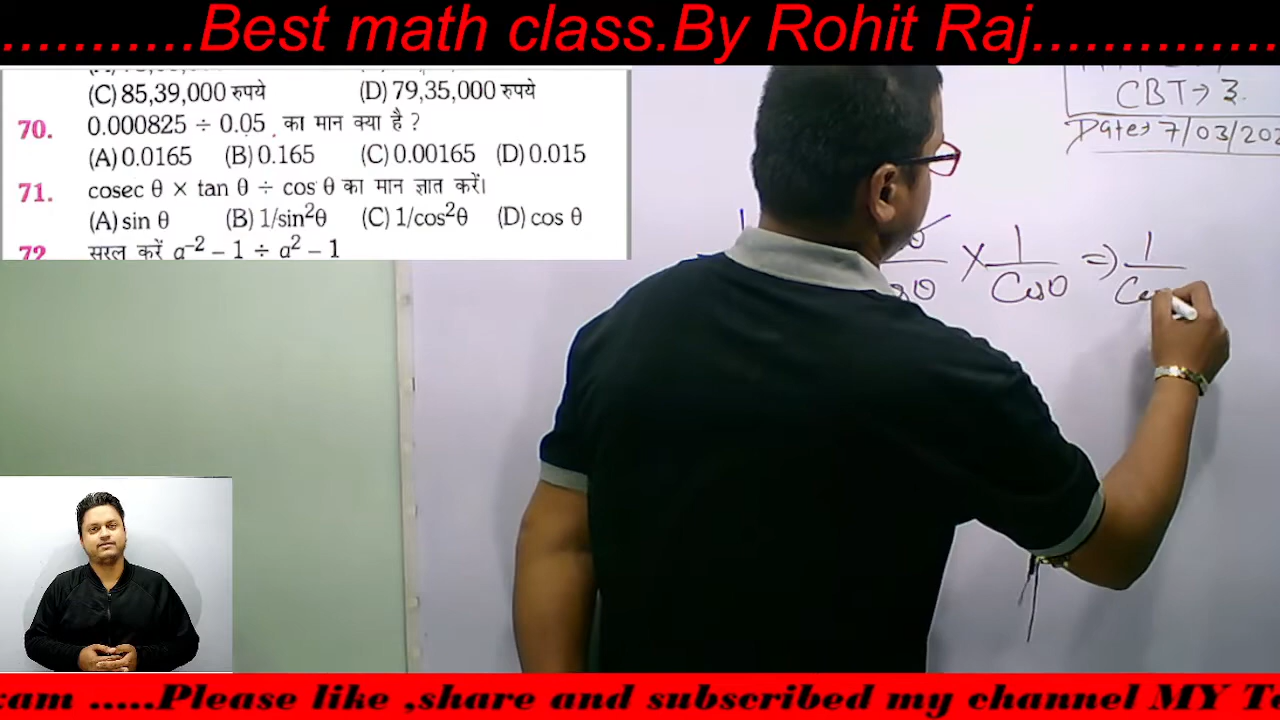 ...........Best math class.By Rohit Raj..............
(C) 85,39,000 रुपये (D) 79,35,000 रुपये
70. 0.000825 ÷ 0.05 का मान क्या है ?
(A) 0.0165 (B) 0.165 (C) 0.00165 (D) 0.015
71. cosec θ × tan θ ÷ cos θ का मान ज्ञात करें।
(A) sin θ (B) 1/sin²θ (C) 1/cos²θ (D) cos θ
72 सरल करें a⁻² – 1 ÷ a² – 1
CBT→ 3.
Date→ 7/03/202
× 1/Cosθ ⇒ 1/
.....Please like ,share and subscribed my channel MY